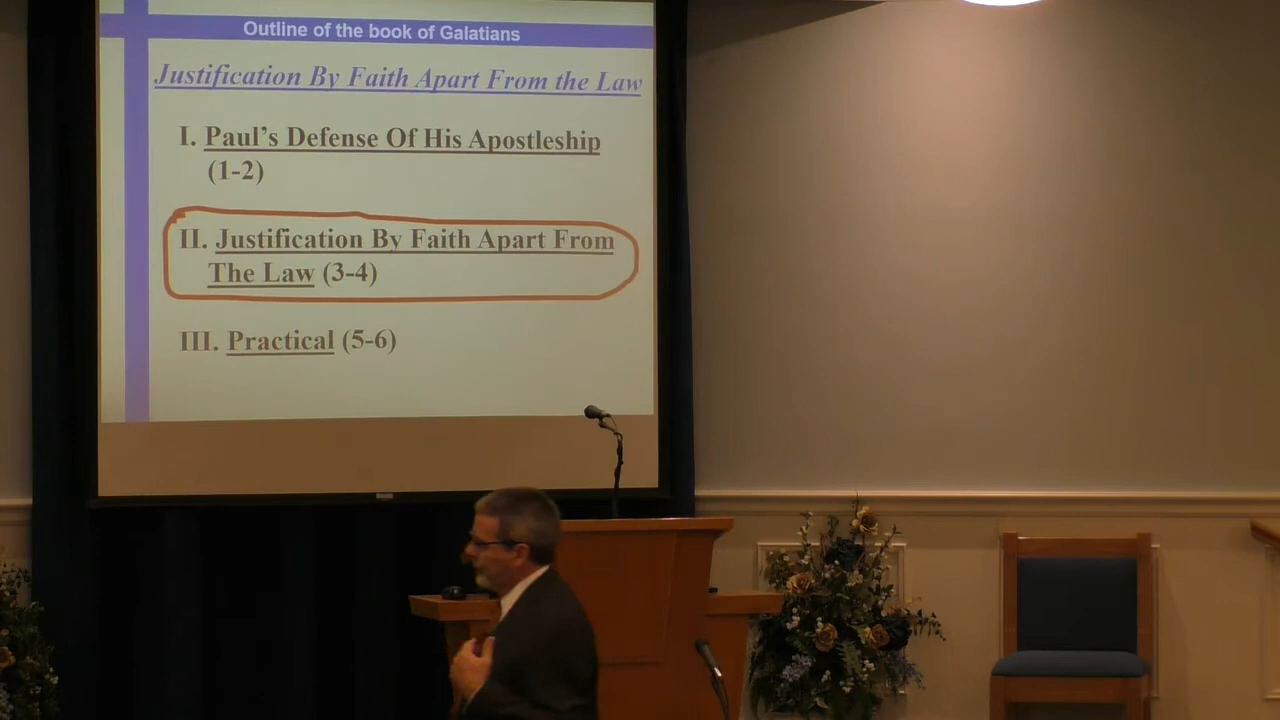 Outline of the book of Galatians
Justification By Faith Apart From the Law
I. Paul's Defense Of His Apostleship
(1-2)
II. Justification By Faith Apart From
The Law (3-4)
III. Practical (5-6)